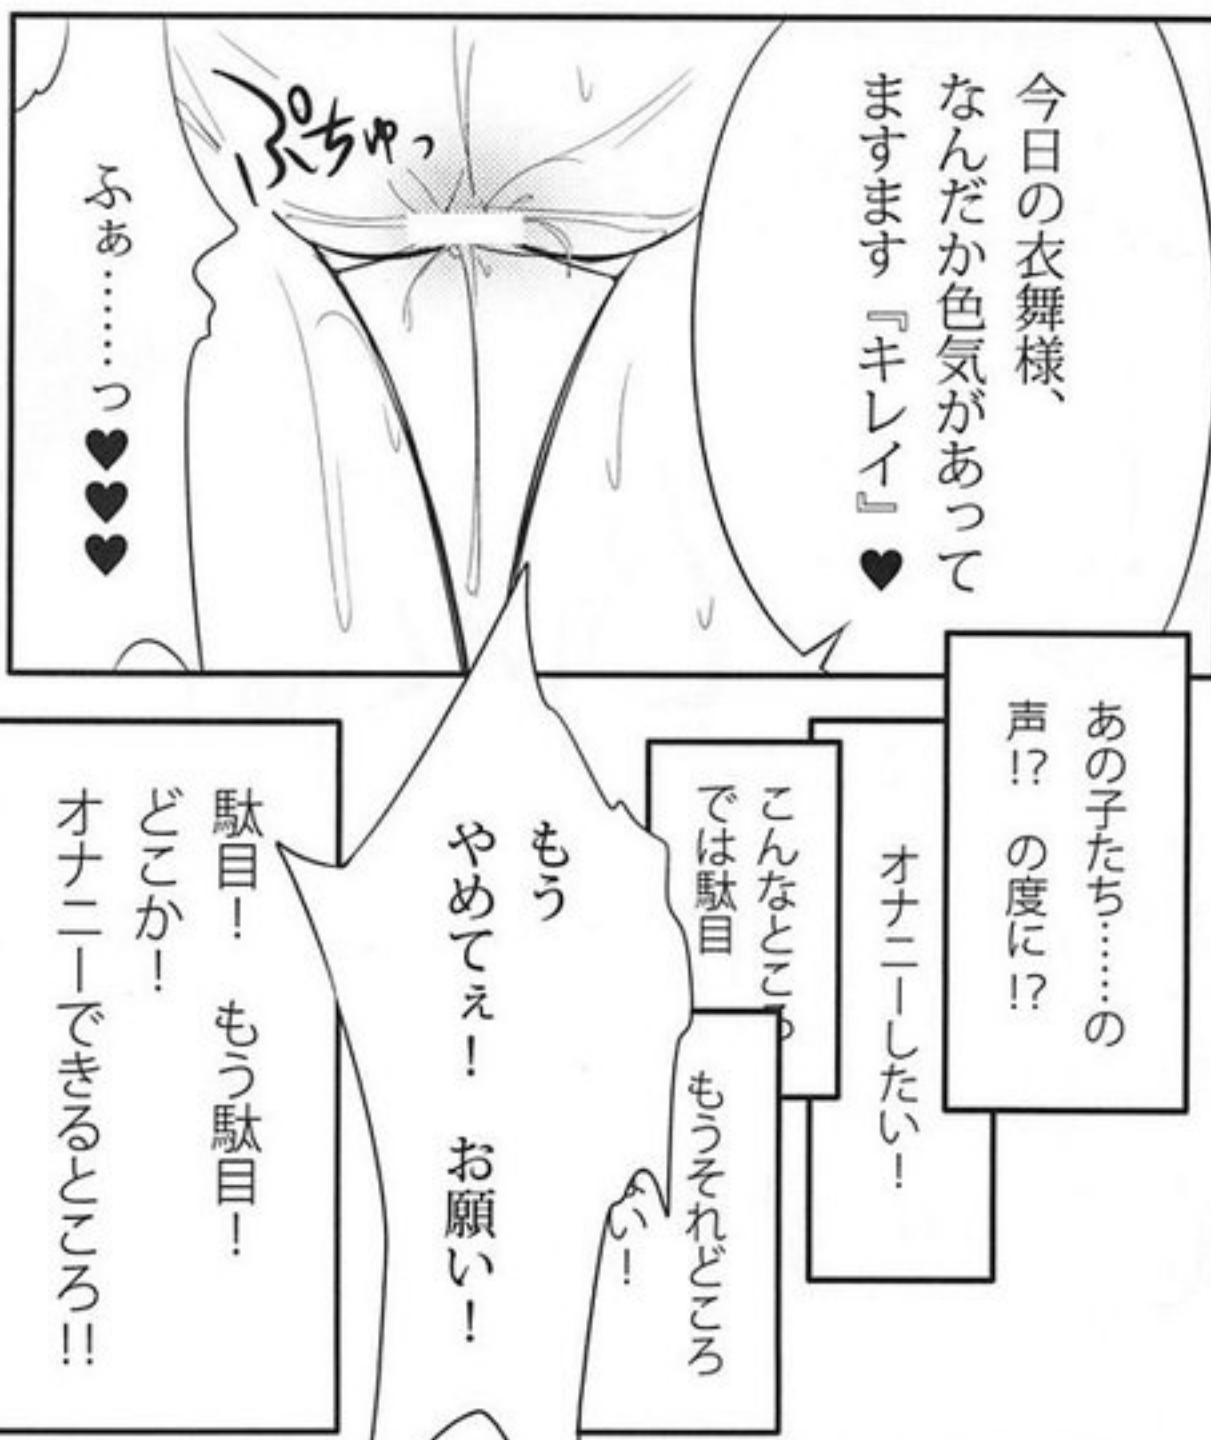 今日の衣舞様、
なんだか色気があって
ますます『キレイ』♥
ぷちゅっ
ふぁ……っ♥♥♥
あの子たち……の
声!? の度に!?
オナニーしたい！
こんなところ
では駄目
もうそれどころ
い！
もう
やめてぇ！ お願い！
駄目！ もう駄目！
どこか！
オナニーできるところ!!